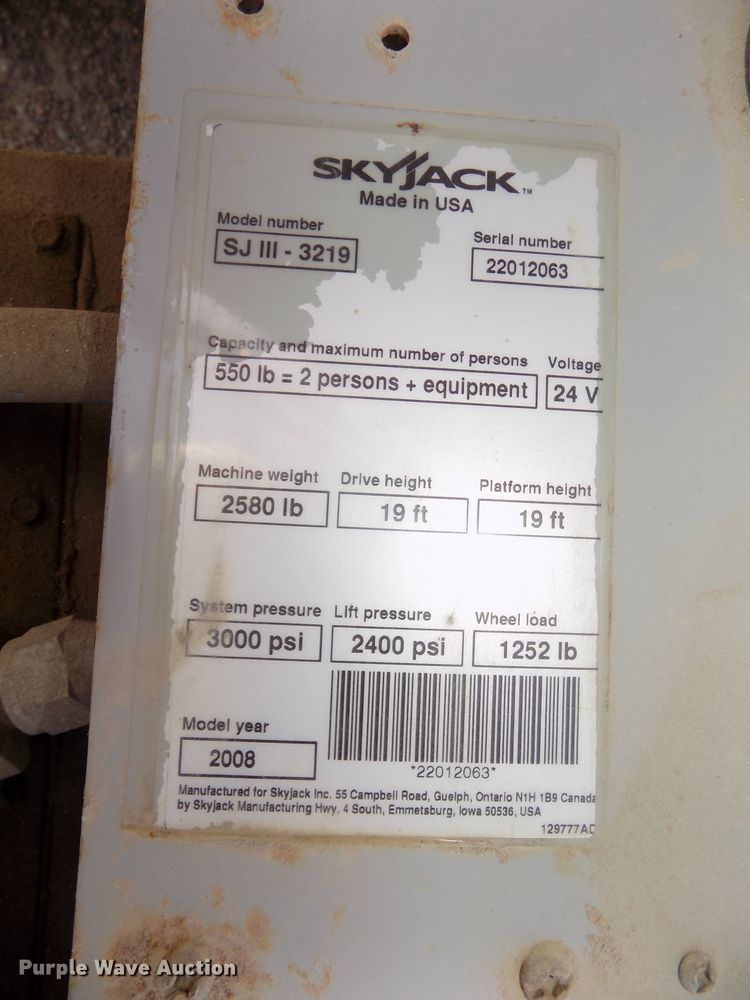 SKYJACK™
Made in USA
Model number
SJ III - 3219
Serial number
22012063
Capacity and maximum number of persons
550 lb = 2 persons + equipment
Voltage
24 V
Machine weight
2580 lb
Drive height
19 ft
Platform height
19 ft
System pressure
3000 psi
Lift pressure
2400 psi
Wheel load
1252 lb
Model year
2008
*22012063*
Manufactured for Skyjack Inc. 55 Campbell Road, Guelph, Ontario N1H 1B9 Canada
by Skyjack Manufacturing Hwy. 4 South, Emmetsburg, Iowa 50536, USA
129777AD
Purple Wave Auction